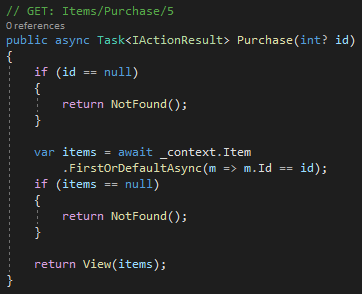 // GET: Items/Purchase/5
0 references
public async Task<IActionResult> Purchase(int? id)
{
    if (id == null)
    {
        return NotFound();
    }

    var items = await _context.Item
        .FirstOrDefaultAsync(m => m.Id == id);
    if (items == null)
    {
        return NotFound();
    }

    return View(items);
}